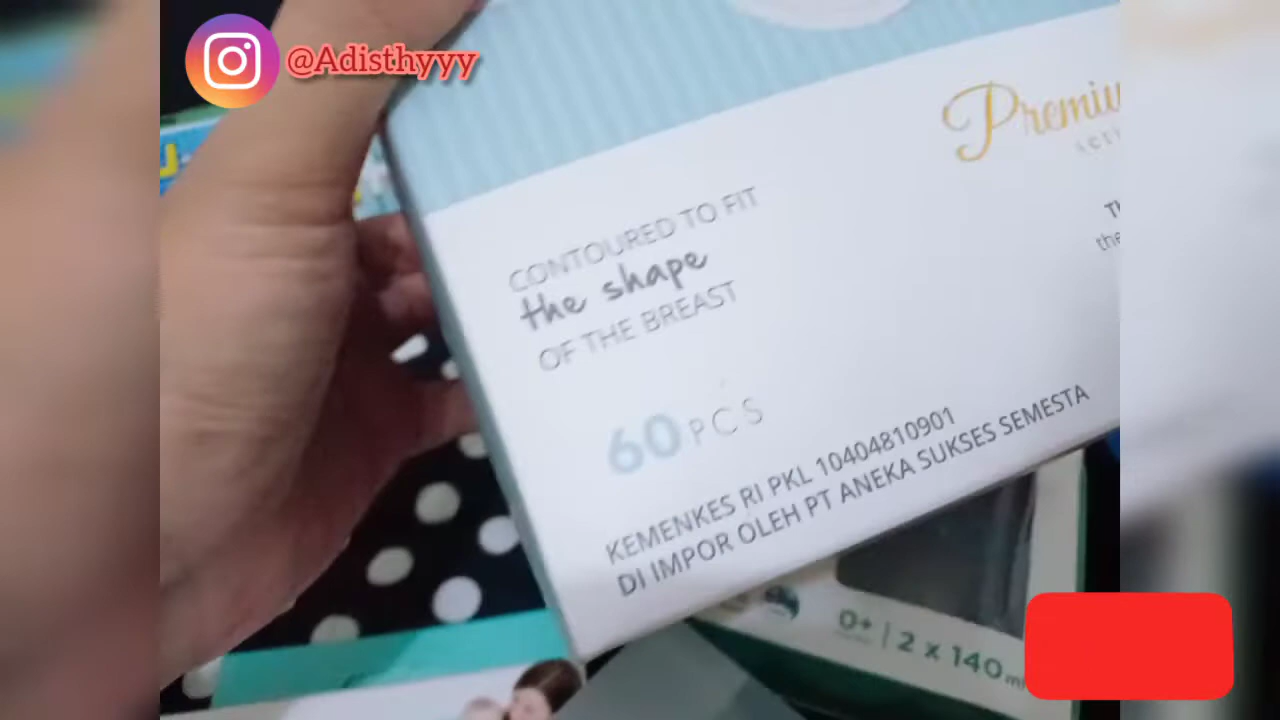 @Adisthyyy
CONTOURED TO FIT
the shape
OF THE BREAST
60 PCS
KEMENKES RI PKL 10404810901
DI IMPOR OLEH PT ANEKA SUKSES SEMESTA
0+ | 2 x 140 ml